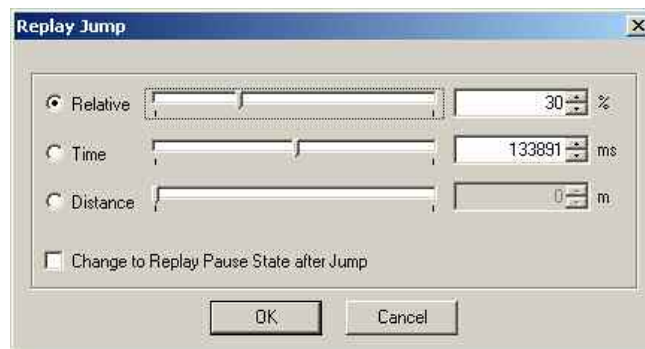 Replay Jump
Relative 30 %
Time 133891 ms
Distance 0 m
Change to Replay Pause State after Jump
OK Cancel